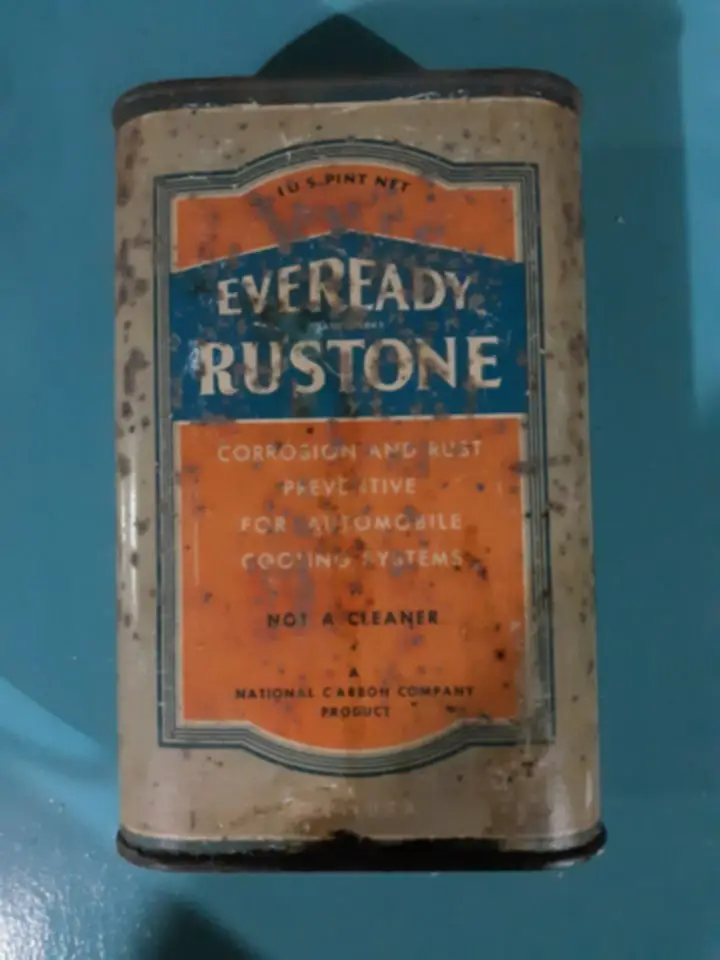 1 U.S. PINT NET
EVEREADY
RUSTONE
CORROSION AND RUST
PREVENTIVE
FOR AUTOMOBILE
COOLING SYSTEMS
NOT A CLEANER
A
NATIONAL CARBON COMPANY
PRODUCT